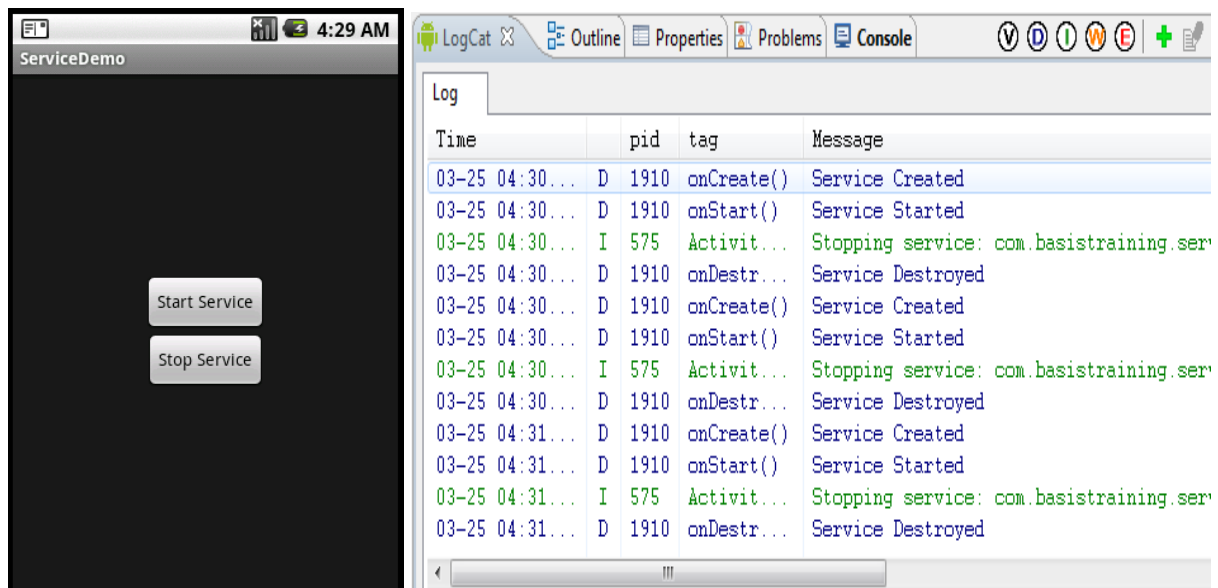 4:29 AM
ServiceDemo
Start Service
Stop Service
LogCat Outline Properties Problems Console V D I W E
Log
Time pid tag Message
03-25 04:30... D 1910 onCreate() Service Created
03-25 04:30... D 1910 onStart() Service Started
03-25 04:30... I 575 Activit... Stopping service: com.basistraining.serv
03-25 04:30... D 1910 onDestr... Service Destroyed
03-25 04:30... D 1910 onCreate() Service Created
03-25 04:30... D 1910 onStart() Service Started
03-25 04:30... I 575 Activit... Stopping service: com.basistraining.serv
03-25 04:30... D 1910 onDestr... Service Destroyed
03-25 04:31... D 1910 onCreate() Service Created
03-25 04:31... D 1910 onStart() Service Started
03-25 04:31... I 575 Activit... Stopping service: com.basistraining.serv
03-25 04:31... D 1910 onDestr... Service Destroyed